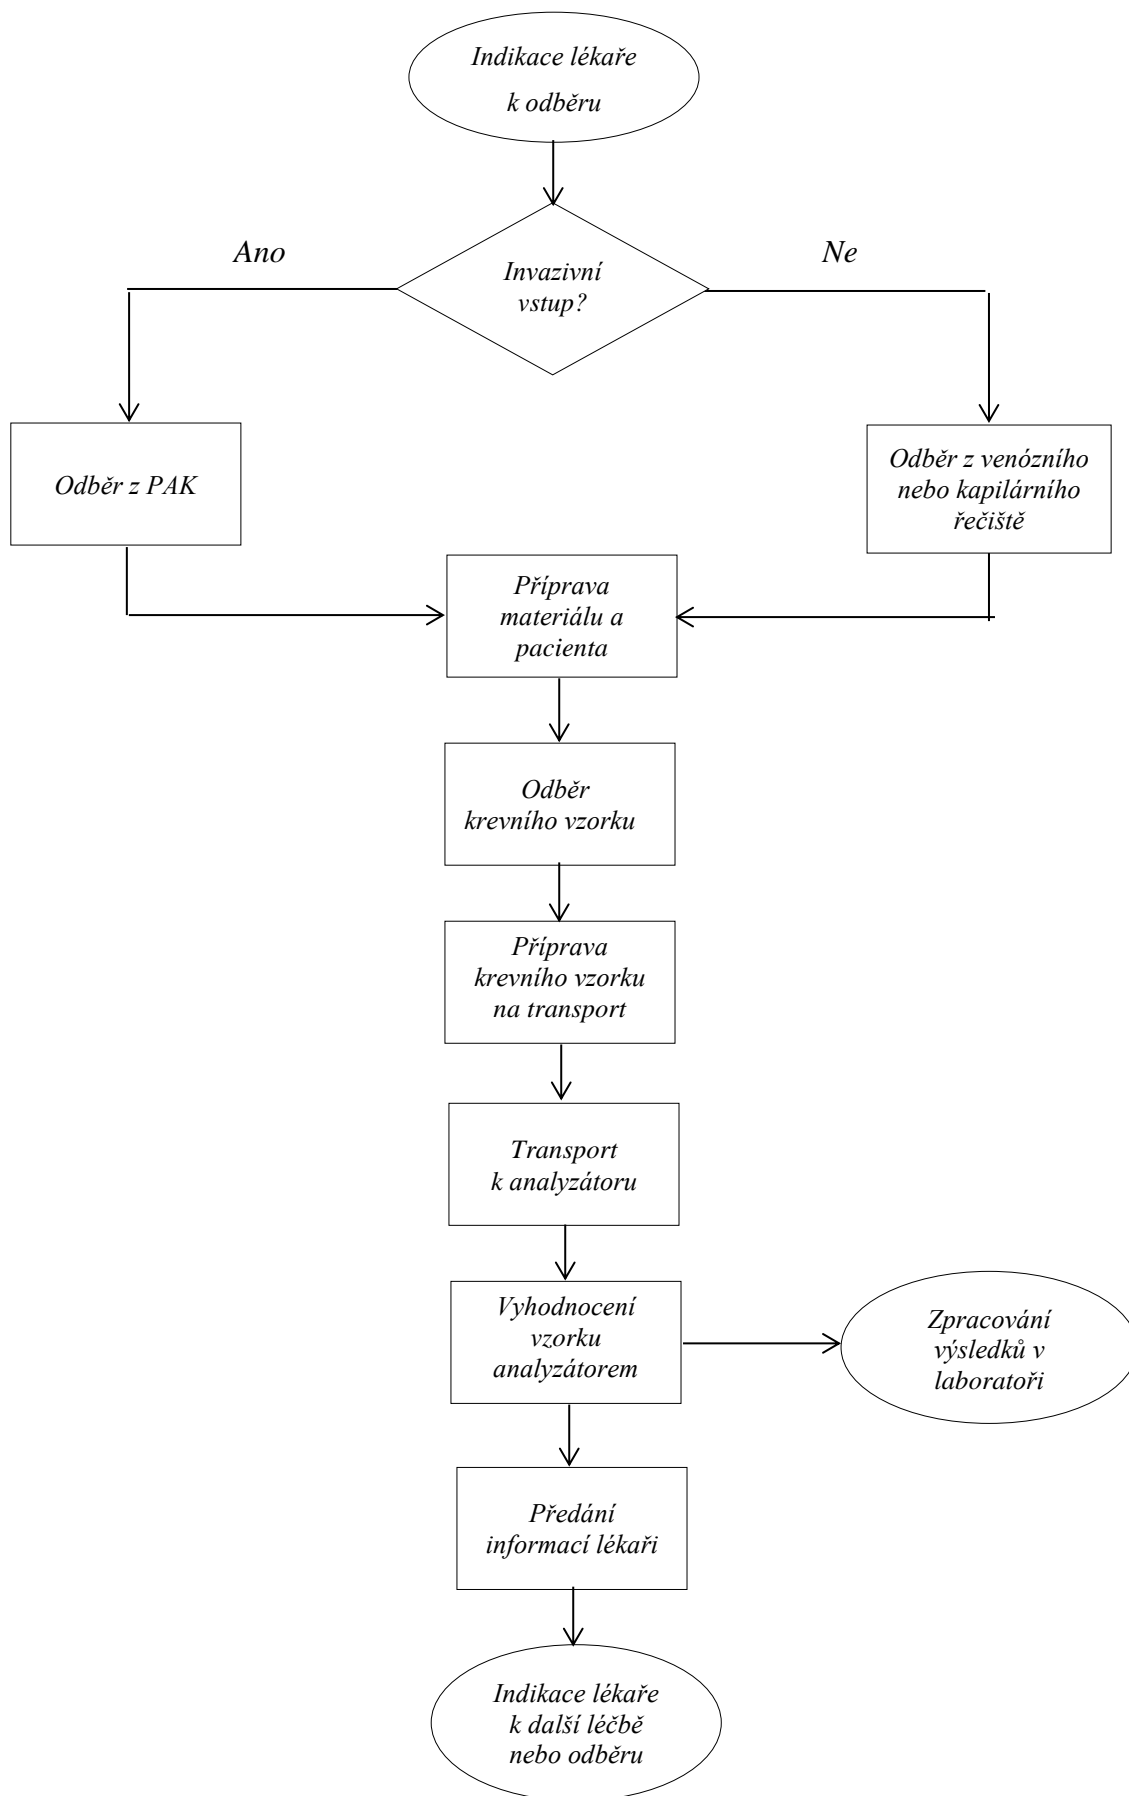 Indikace lékaře
k odběru
Ano
Ne
Invazivní
vstup?
Odběr z PAK
Odběr z venózního
nebo kapilárního
řečiště
Příprava
materiálu a
pacienta
Odběr
krevního vzorku
Příprava
krevního vzorku
na transport
Transport
k analyzátoru
Vyhodnocení
vzorku
analyzátorem
Zpracování
výsledků v
laboratoři
Předání
informací lékaři
Indikace lékaře
k další léčbě
nebo odběru